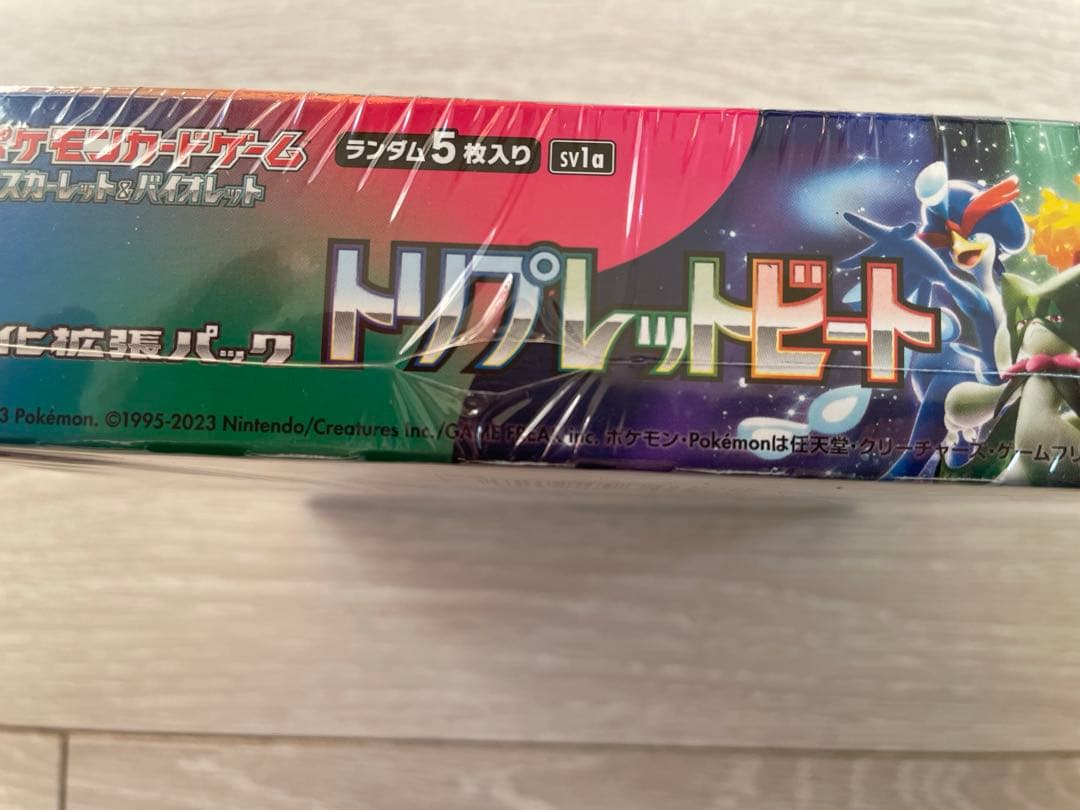 ポケモンカードゲーム
スカーレット&バイオレット
ランダム5枚入り
sv1a
化拡張パック
トリプレットビート
3 Pokémon. ©1995-2023 Nintendo/Creatures Inc./GAME FREAK inc. ポケモン・Pokémonは任天堂・クリーチャーズ・ゲームフリ